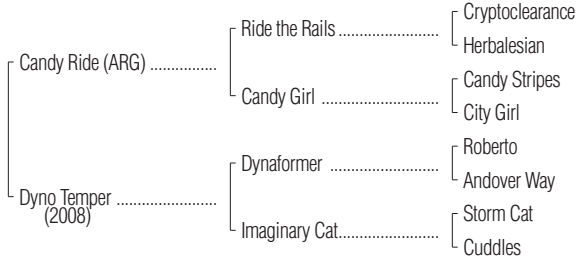 Cryptoclearance
Ride the Rails ........................
Herbalesian
Candy Ride (ARG) ................
Candy Stripes
Candy Girl ............................
City Girl
Roberto
Dynaformer ..........................
Andover Way
Dyno Temper ........................
(2008)
Storm Cat
Imaginary Cat........................
Cuddles